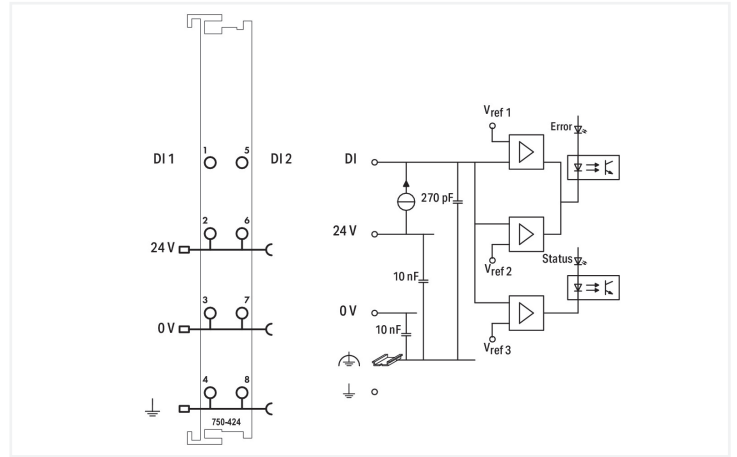 DI 1
1
5
DI 2
2
6
24 V
3
7
0 V
4
8
750-424
Vref 1
Error
DI
270 pF
24 V
Vref 2
Status
10 nF
0 V
10 nF
Vref 3